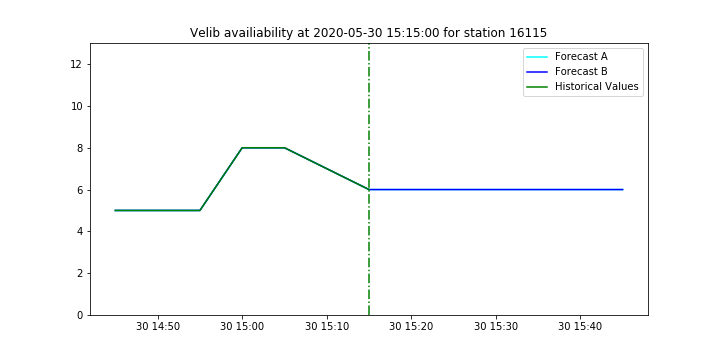 Velib availiability at 2020-05-30 15:15:00 for station 16115
Forecast A
Forecast B
Historical Values
12
10
8
6
4
2
0
30 14:50 30 15:00 30 15:10 30 15:20 30 15:30 30 15:40